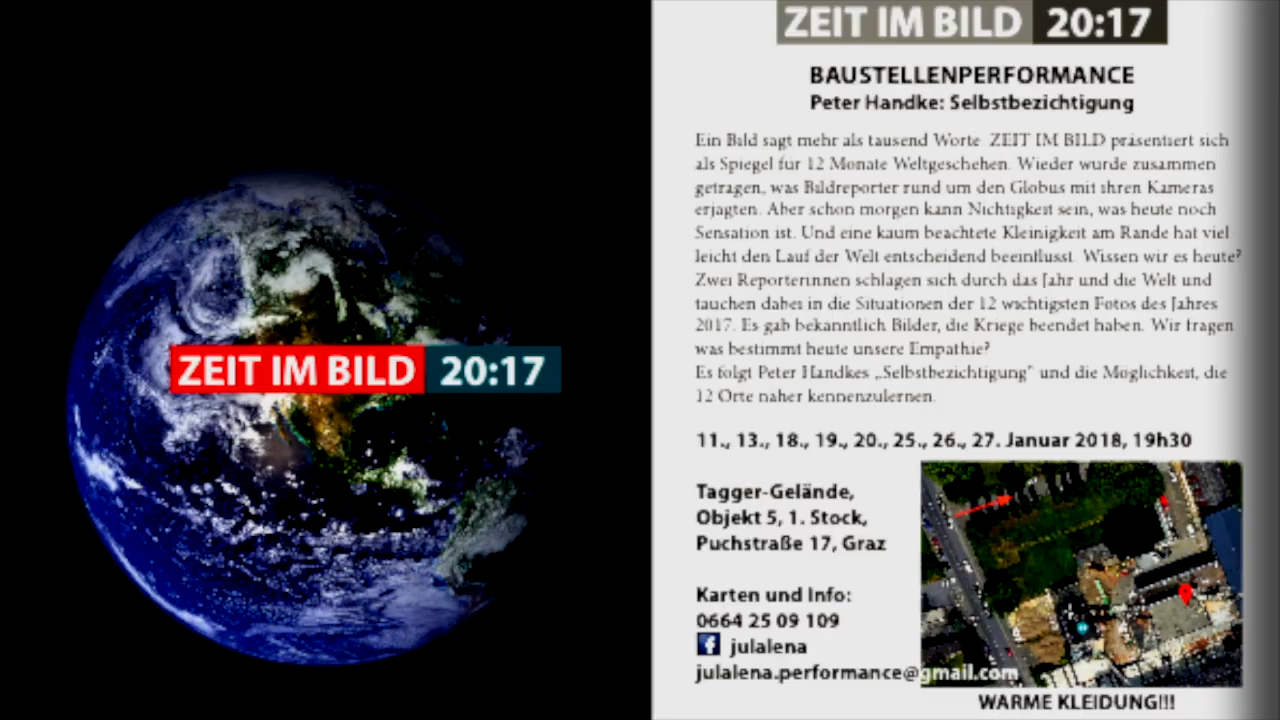 ZEIT IM BILD 20:17
ZEIT IM BILD 20:17
BAUSTELLENPERFORMANCE
Peter Handke: Selbstbezichtigung
Ein Bild sagt mehr als tausend Worte. ZEIT IM BILD präsentiert sich
als Spiegel für 12 Monate Weltgeschehen. Wieder wurde zusammen
getragen, was Bildreporter rund um den Globus mit ihren Kameras
erjagten. Aber schon morgen kann Nichtigkeit sein, was heute noch
Sensation ist. Und eine kaum beachtete Kleinigkeit am Rande hat viel
leicht den Lauf der Welt entscheidend beeinflusst. Wissen wir es heute?
Zwei Reporterinnen schlagen sich durch das Jahr und die Welt und
tauchen dabei in die Situationen der 12 wichtigsten Fotos des Jahres
2017. Es gab bekanntlich Bilder, die Kriege beendet haben. Wir fragen
was bestimmt heute unsere Empathie?
Es folgt Peter Handkes „Selbstbezichtigung" und die Möglichkeit, die
12 Orte näher kennenzulernen.
11., 13., 18., 19., 20., 25., 26., 27. Januar 2018, 19h30
Tagger-Gelände,
Objekt 5, 1. Stock,
Puchstraße 17, Graz
Karten und Info:
0664 25 09 109
f julalena
julalena.performance@gmail.com
WARME KLEIDUNG!!!